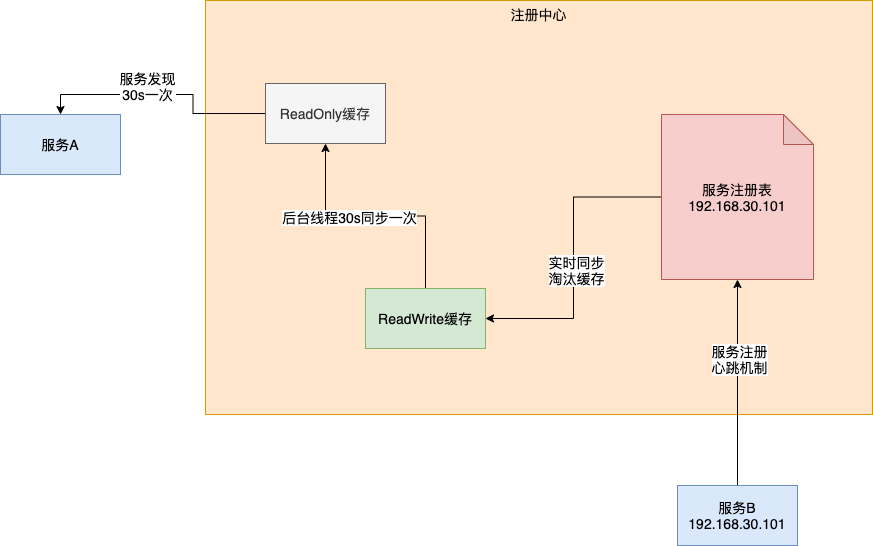 注册中心
服务发现
30s一次
ReadOnly缓存
服务A
服务注册表
192.168.30.101
后台线程30s同步一次
实时同步
淘汰缓存
ReadWrite缓存
服务注册
心跳机制
服务B
192.168.30.101